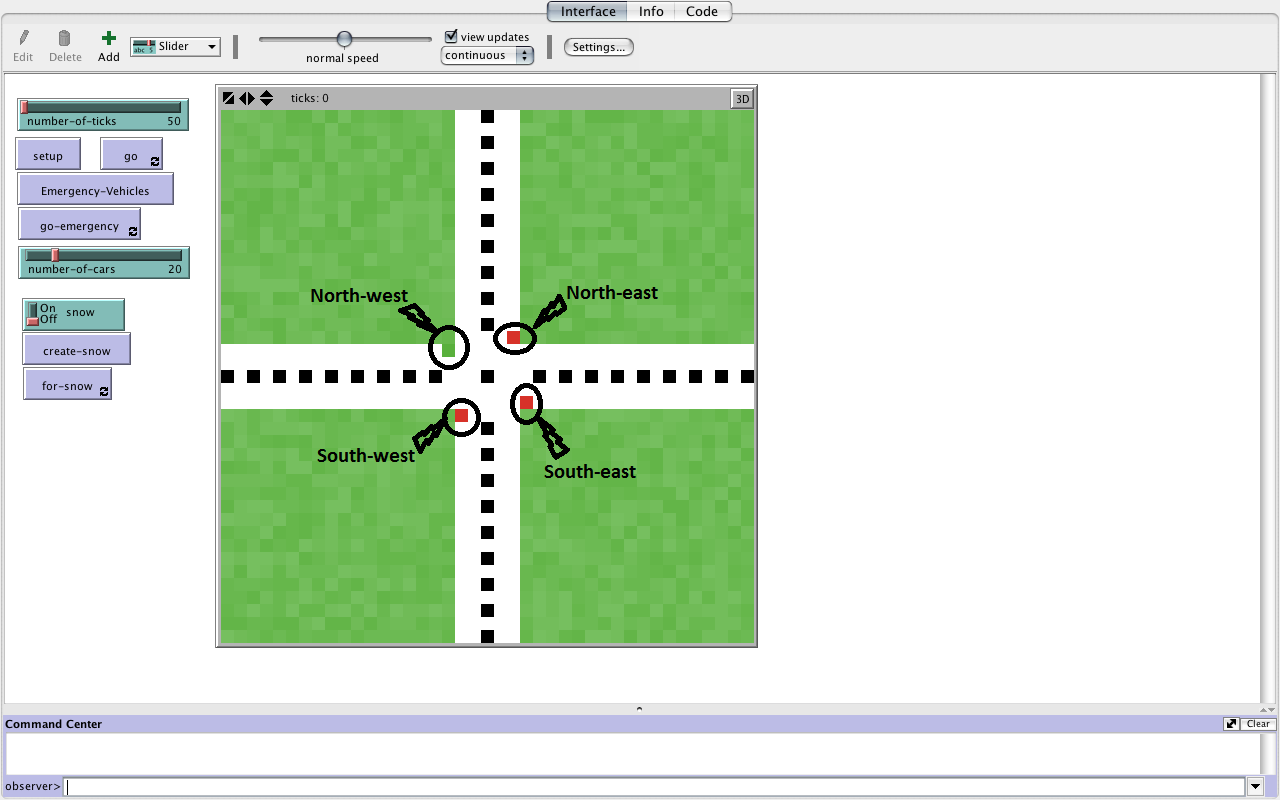 Interface Info Code
Edit Delete Add abc 5 Slider normal speed view updates continuous Settings...
ticks: 0 3D
number-of-ticks 50
setup go
Emergency-Vehicles
go-emergency
number-of-cars 20
On
Off snow
create-snow
for-snow
North-west North-east
South-west South-east
Command Center Clear
observer>